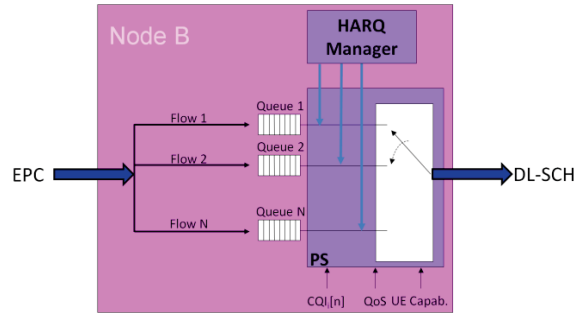 Node B
HARQ
Manager
Flow 1
Queue 1
Flow 2
Queue 2
EPC
DL-SCH
Flow N
Queue N
PS
CQIᵢ[n]
QoS
UE Capab.